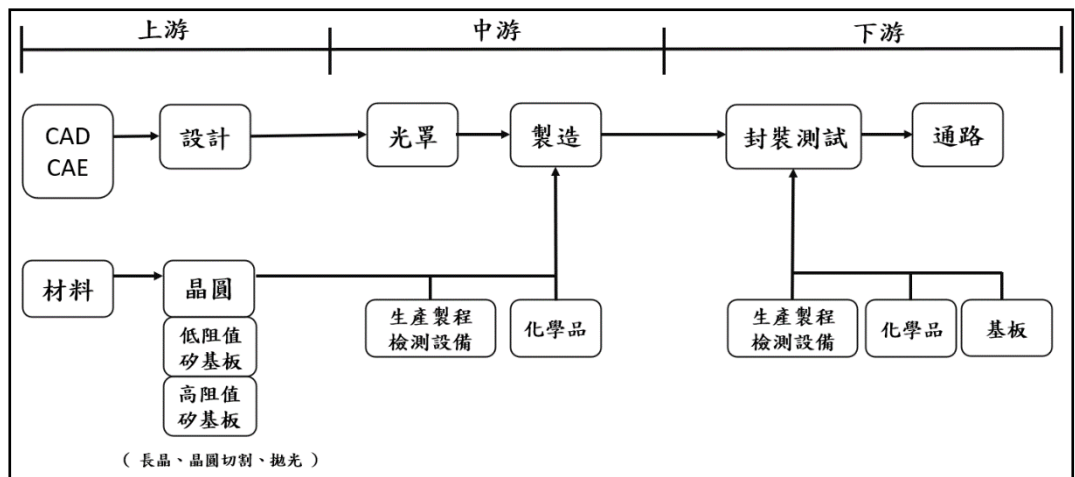 上游
中游
下游
CAD
CAE
設計
光罩
製造
封裝測試
通路
材料
晶圓
低阻值
矽基板
高阻值
矽基板
生產製程
檢測設備
化學品
生產製程
檢測設備
化學品
基板
( 長晶、晶圓切割、拋光 )